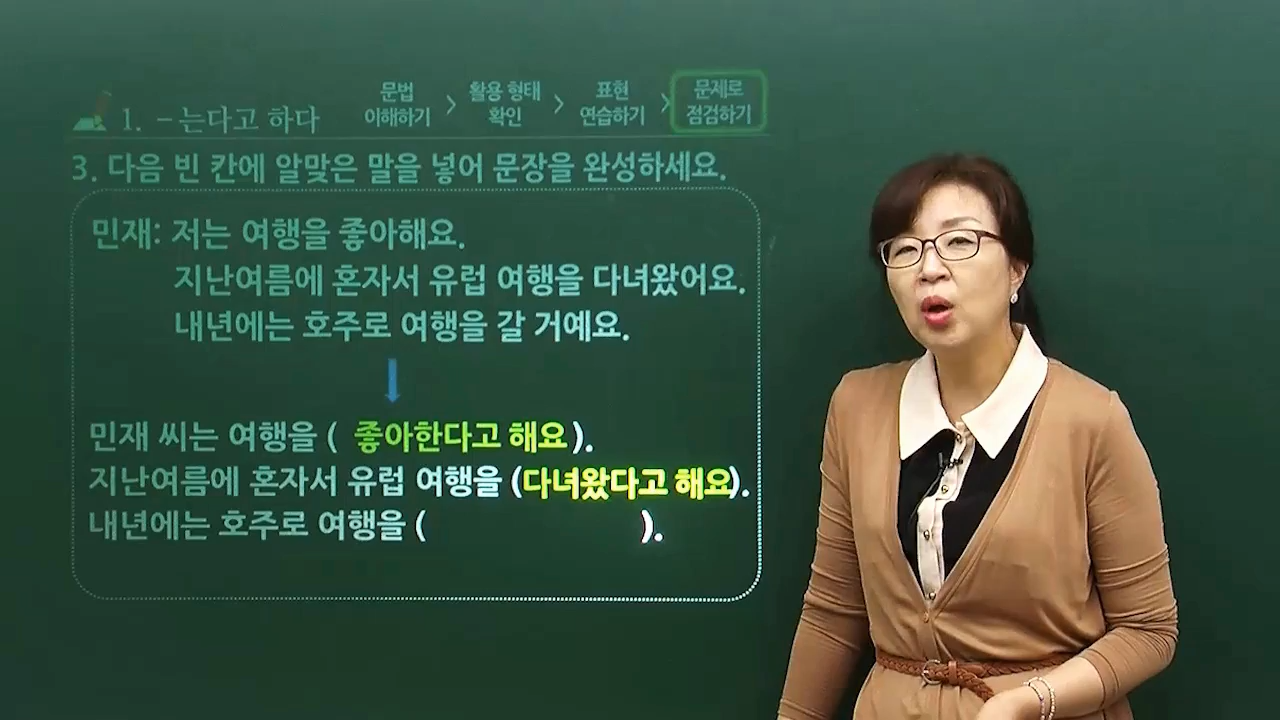 1. -는다고 하다
문법 이해하기 > 활용 형태 확인 > 표현 연습하기 > 문제로 점검하기
3. 다음 빈 칸에 알맞은 말을 넣어 문장을 완성하세요.
민재: 저는 여행을 좋아해요.
지난여름에 혼자서 유럽 여행을 다녀왔어요.
내년에는 호주로 여행을 갈 거예요.
민재 씨는 여행을 ( 좋아한다고 해요 ).
지난여름에 혼자서 유럽 여행을 (다녀왔다고 해요).
내년에는 호주로 여행을 ( ).